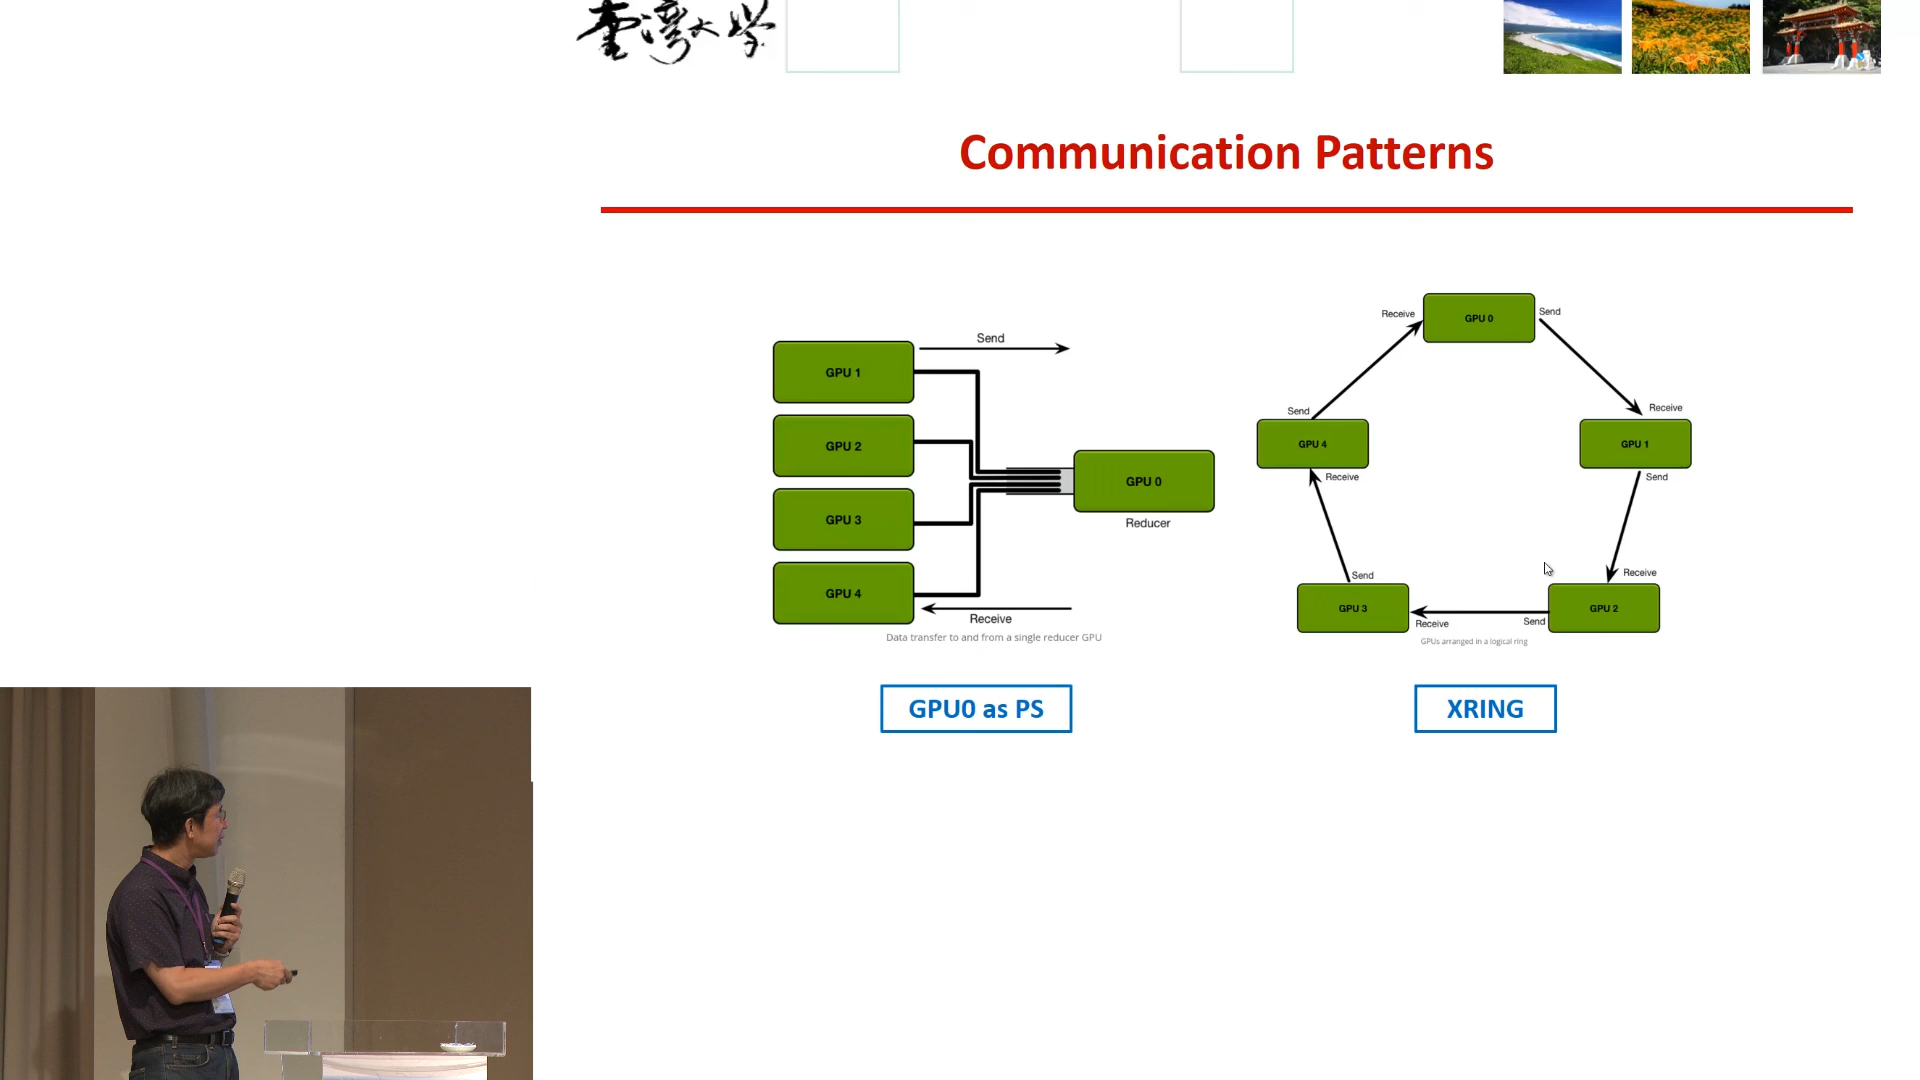 臺灣大學
Communication Patterns
Send
GPU 1
GPU 2
GPU 3
GPU 4
GPU 0
Reducer
Receive
Data transfer to and from a single reducer GPU
GPU0 as PS
Receive
GPU 0
Send
Send
Receive
GPU 4
GPU 1
Receive
Send
Send
Receive
GPU 3
GPU 2
Receive
Send
GPUs arranged in a logical ring
XRING